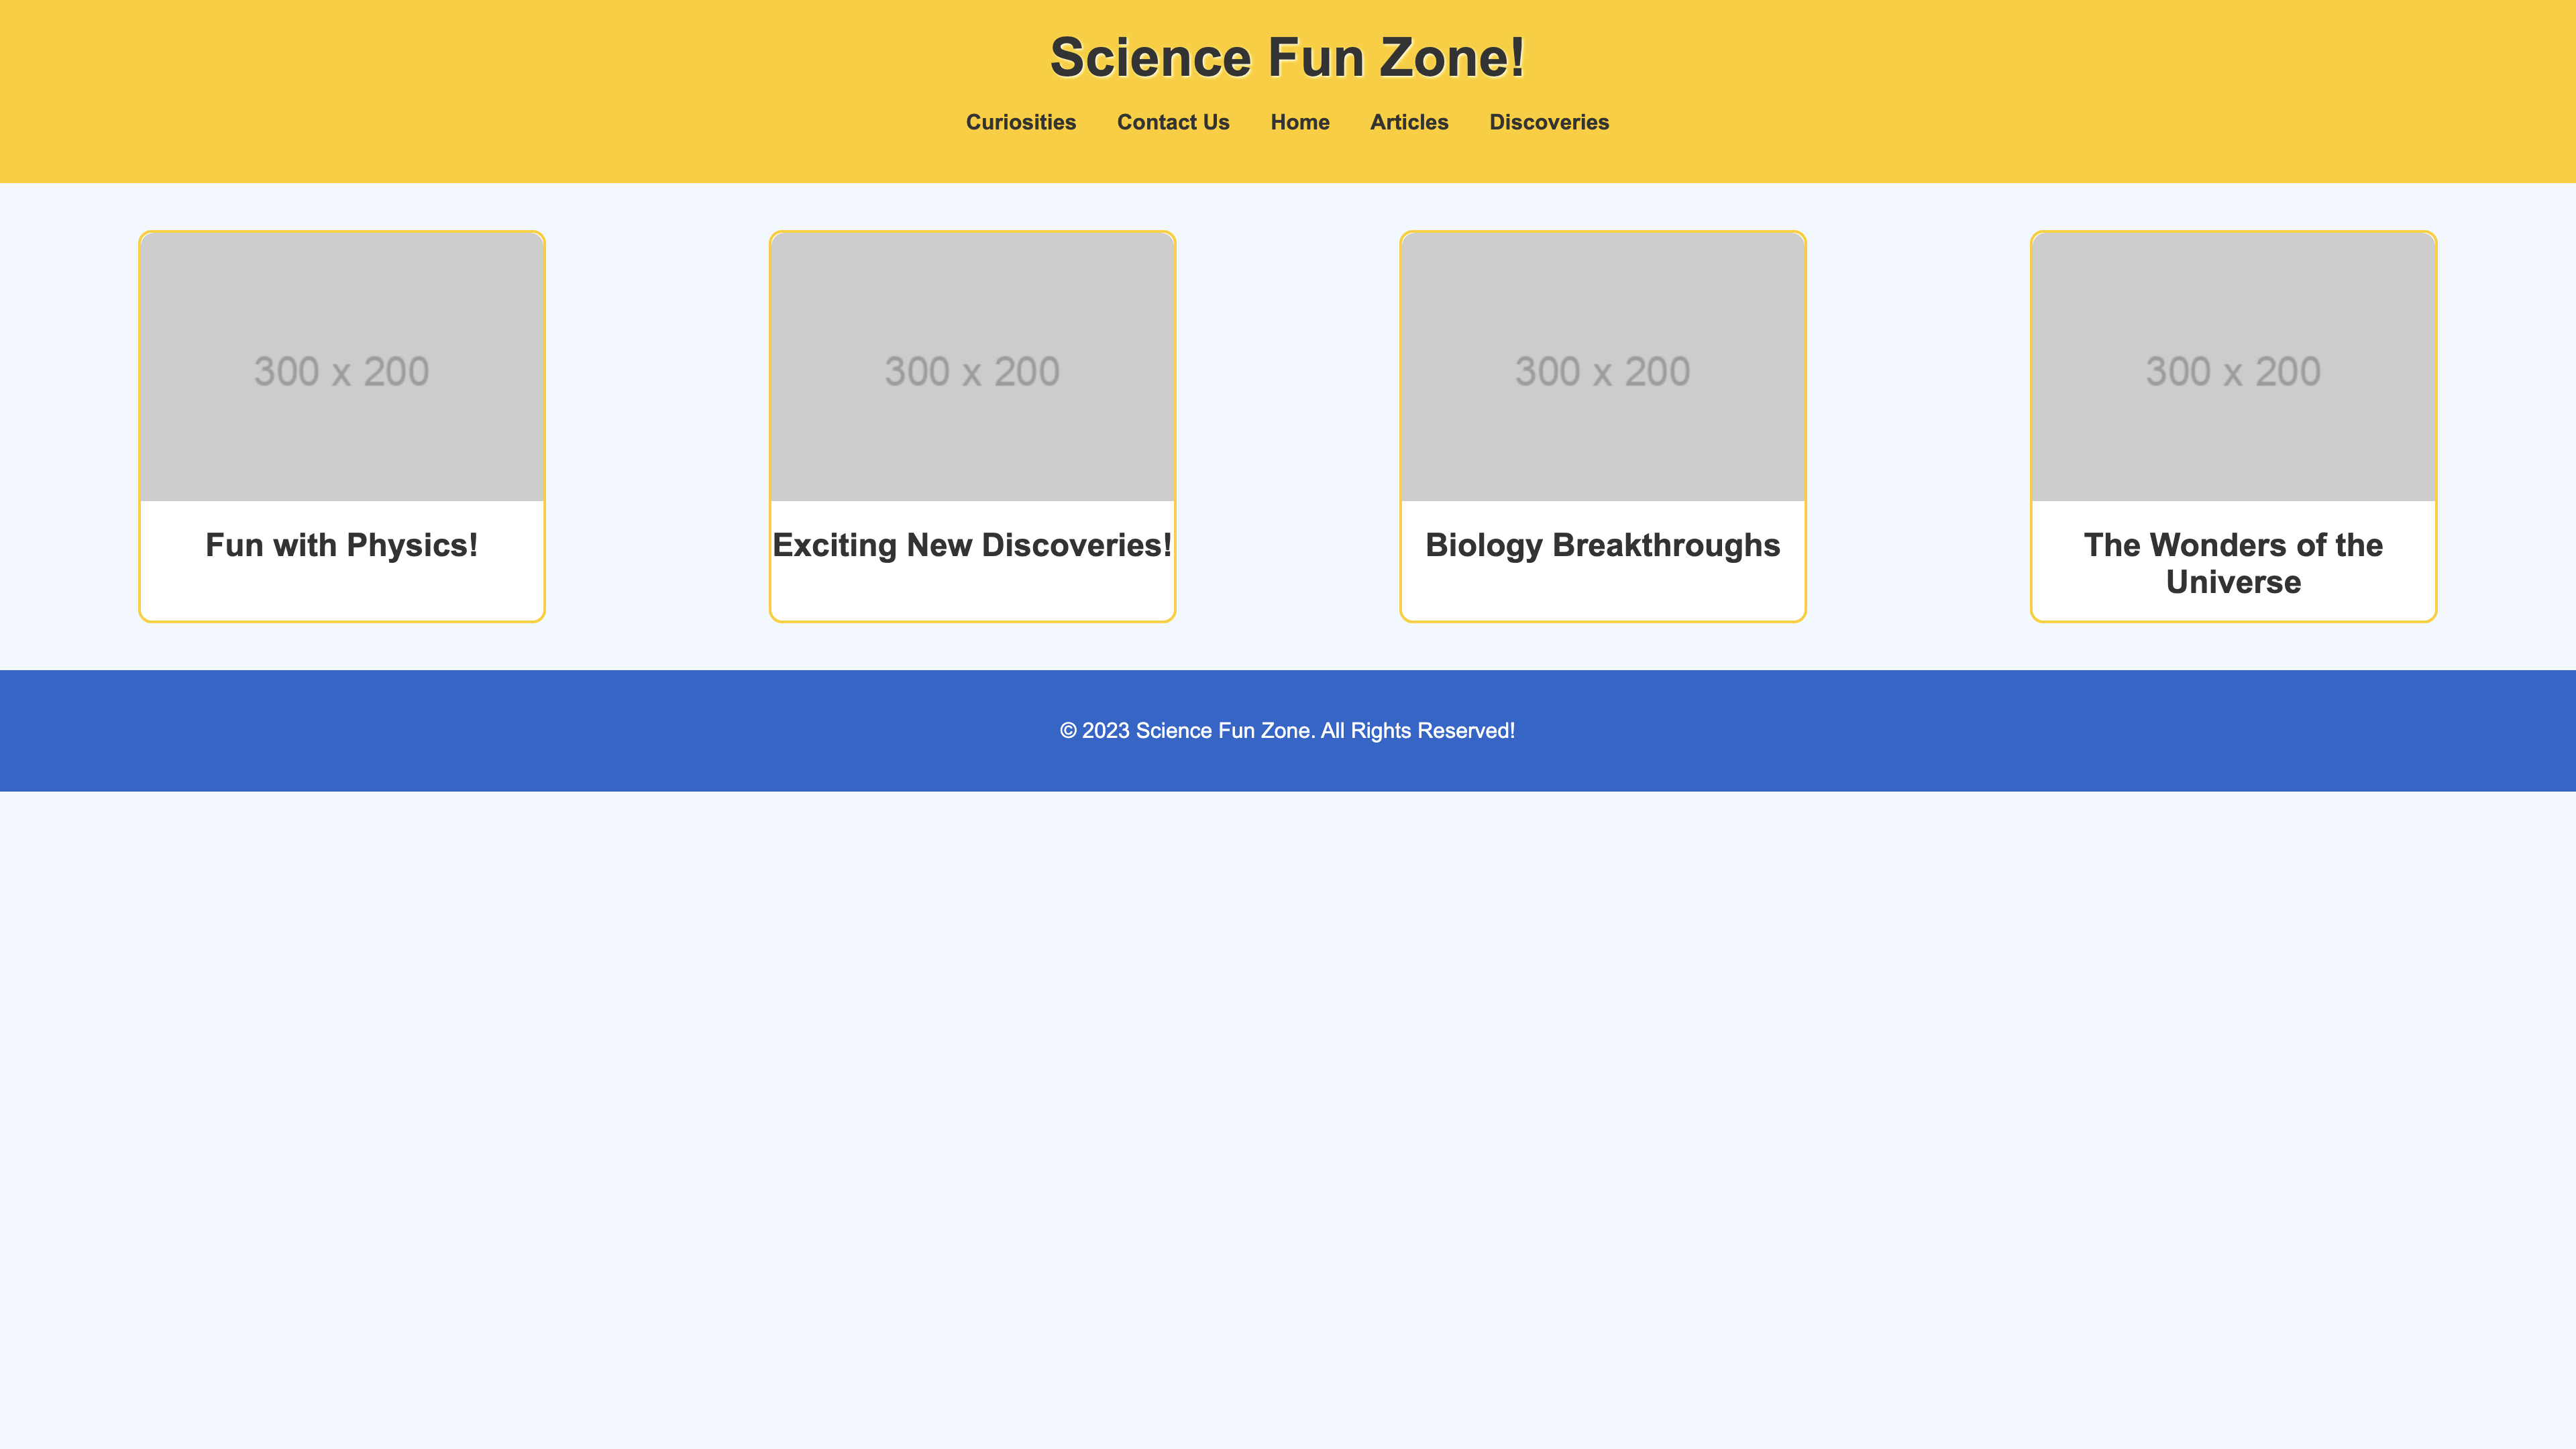 Science Fun Zone!
Curiosities Contact Us Home Articles Discoveries
300 x 200
Fun with Physics!
300 x 200
Exciting New Discoveries!
300 x 200
Biology Breakthroughs
300 x 200
The Wonders of the
Universe
© 2023 Science Fun Zone. All Rights Reserved!